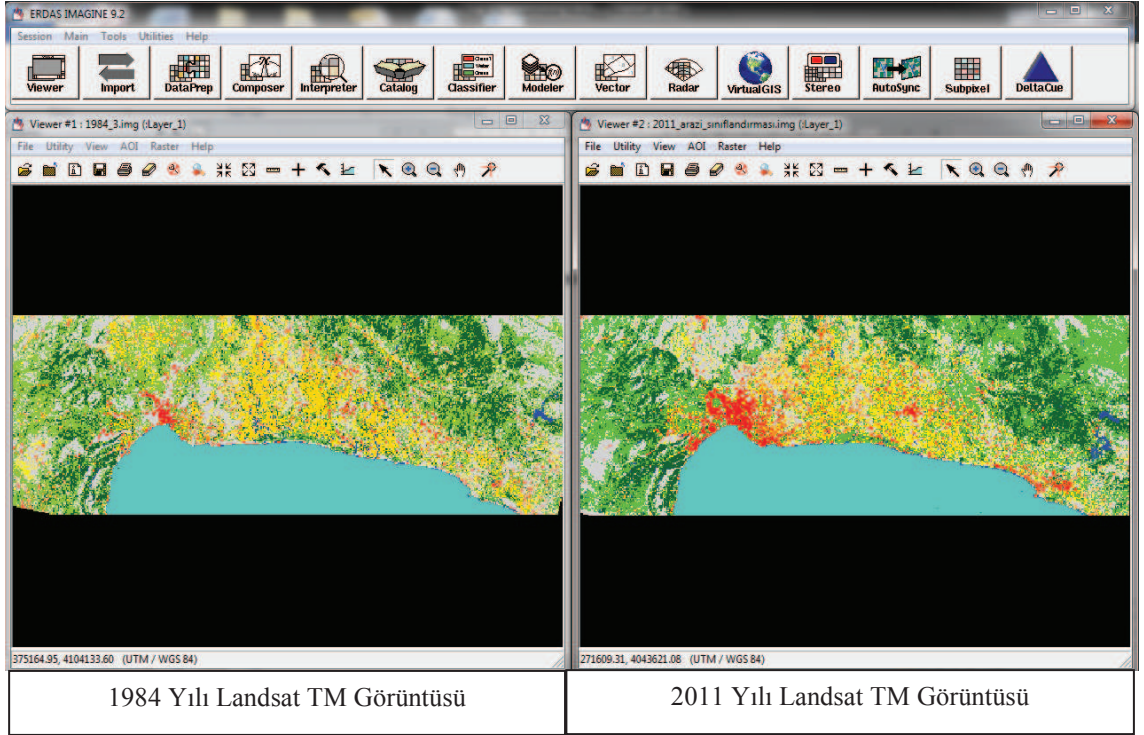 ERDAS IMAGINE 9.2
Session Main Tools Utilities Help
Viewer Import DataPrep Composer Interpreter Catalog Classifier Modeler Vector Radar VirtualGIS Stereo AutoSync Subpixel DeltaCue
Viewer #1 : 1984_3.img (:Layer_1)
File Utility View AOI Raster Help
375164.95, 4104133.60 (UTM / WGS 84)
Viewer #2 : 2011_arazi_sınıflandırması.img (:Layer_1)
File Utility View AOI Raster Help
271609.31, 4043621.08 (UTM / WGS 84)
1984 Yılı Landsat TM Görüntüsü
2011 Yılı Landsat TM Görüntüsü